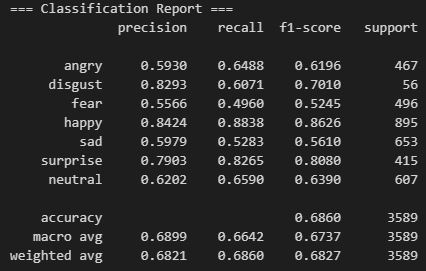 === Classification Report ===
precision recall f1-score support
angry 0.5930 0.6488 0.6196 467
disgust 0.8293 0.6071 0.7010 56
fear 0.5566 0.4960 0.5245 496
happy 0.8424 0.8838 0.8626 895
sad 0.5979 0.5283 0.5610 653
surprise 0.7903 0.8265 0.8080 415
neutral 0.6202 0.6590 0.6390 607
accuracy 0.6860 3589
macro avg 0.6899 0.6642 0.6737 3589
weighted avg 0.6821 0.6860 0.6827 3589